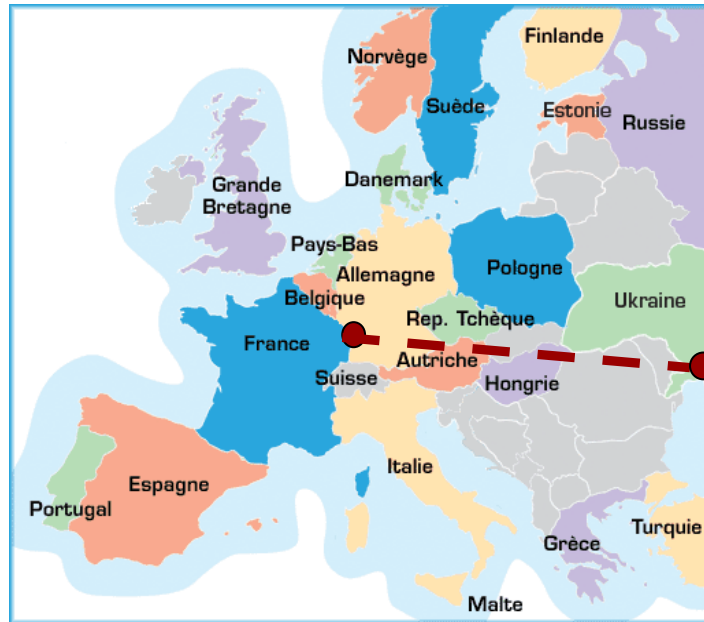 Finlande
Norvège
Suède
Estonie
Russie
Danemark
Grande
Bretagne
Pays-Bas
Allemagne
Pologne
Belgique
Ukraine
Rep. Tchèque
France
Autriche
Suisse
Hongrie
Italie
Espagne
Portugal
Turquie
Grèce
Malte